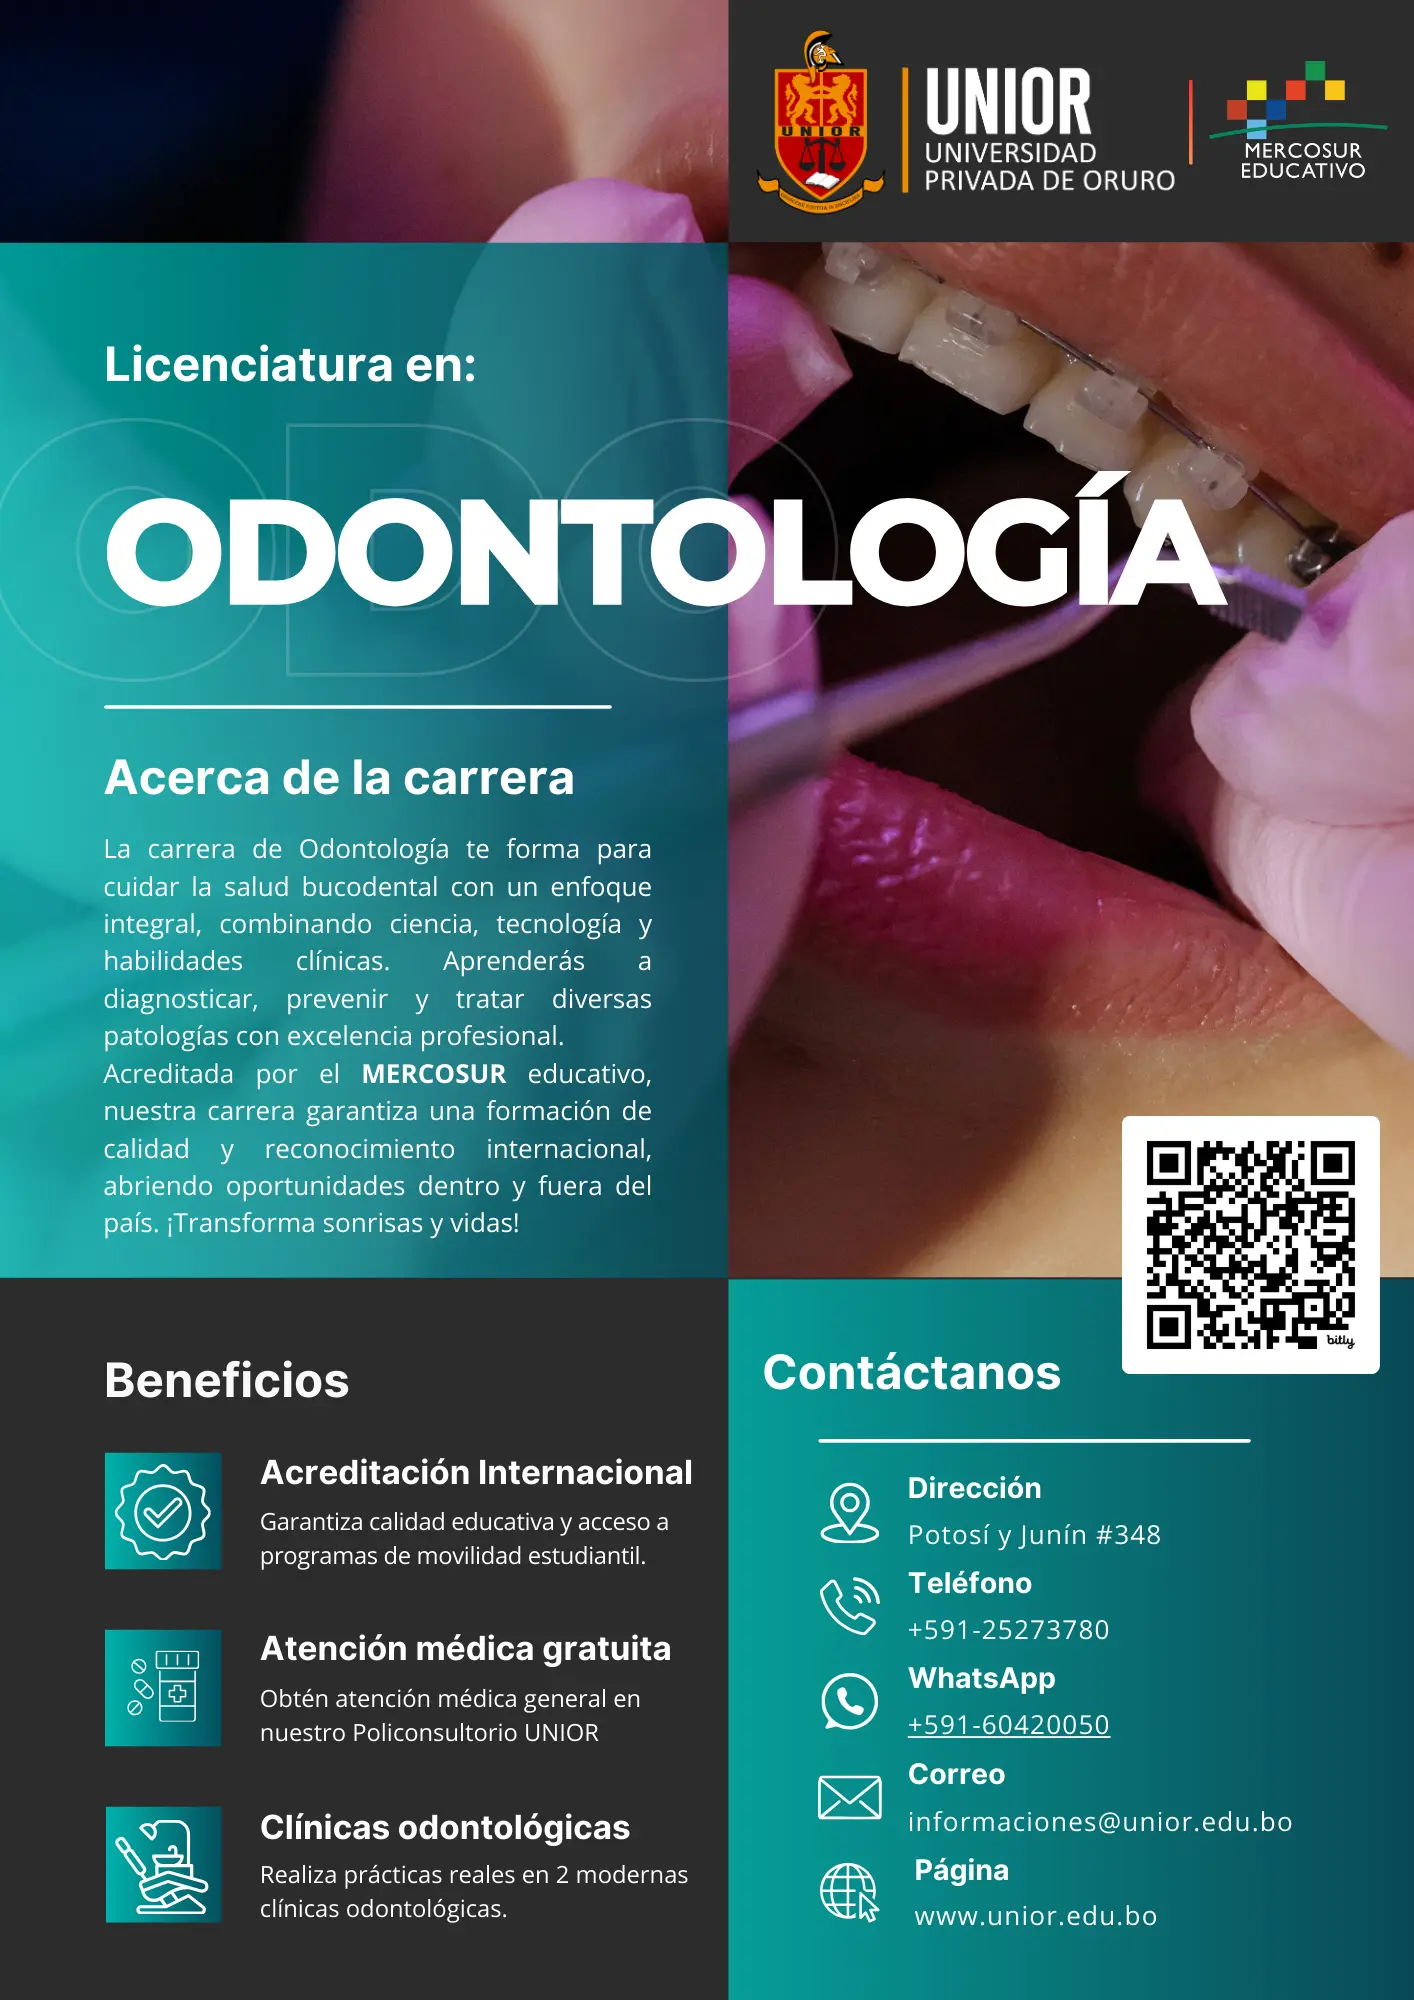 UNIOR
UNIOR
UNIVERSIDAD
PRIVADA DE ORURO
MERCOSUR
EDUCATIVO
Licenciatura en:
ODO
ODONTOLOGÍA
Acerca de la carrera
La carrera de Odontología te forma para
cuidar la salud bucodental con un enfoque
integral, combinando ciencia, tecnología y
habilidades clínicas. Aprenderás a
diagnosticar, prevenir y tratar diversas
patologías con excelencia profesional.
Acreditada por el MERCOSUR educativo,
nuestra carrera garantiza una formación de
calidad y reconocimiento internacional,
abriendo oportunidades dentro y fuera del
país. ¡Transforma sonrisas y vidas!
bitly
Beneficios
Acreditación Internacional
Garantiza calidad educativa y acceso a
programas de movilidad estudiantil.
Atención médica gratuita
Obtén atención médica general en
nuestro Policonsultorio UNIOR
Clínicas odontológicas
Realiza prácticas reales en 2 modernas
clínicas odontológicas.
Contáctanos
Dirección
Potosí y Junín #348
Teléfono
+591-25273780
WhatsApp
+591-60420050
Correo
informaciones@unior.edu.bo
Página
www.unior.edu.bo